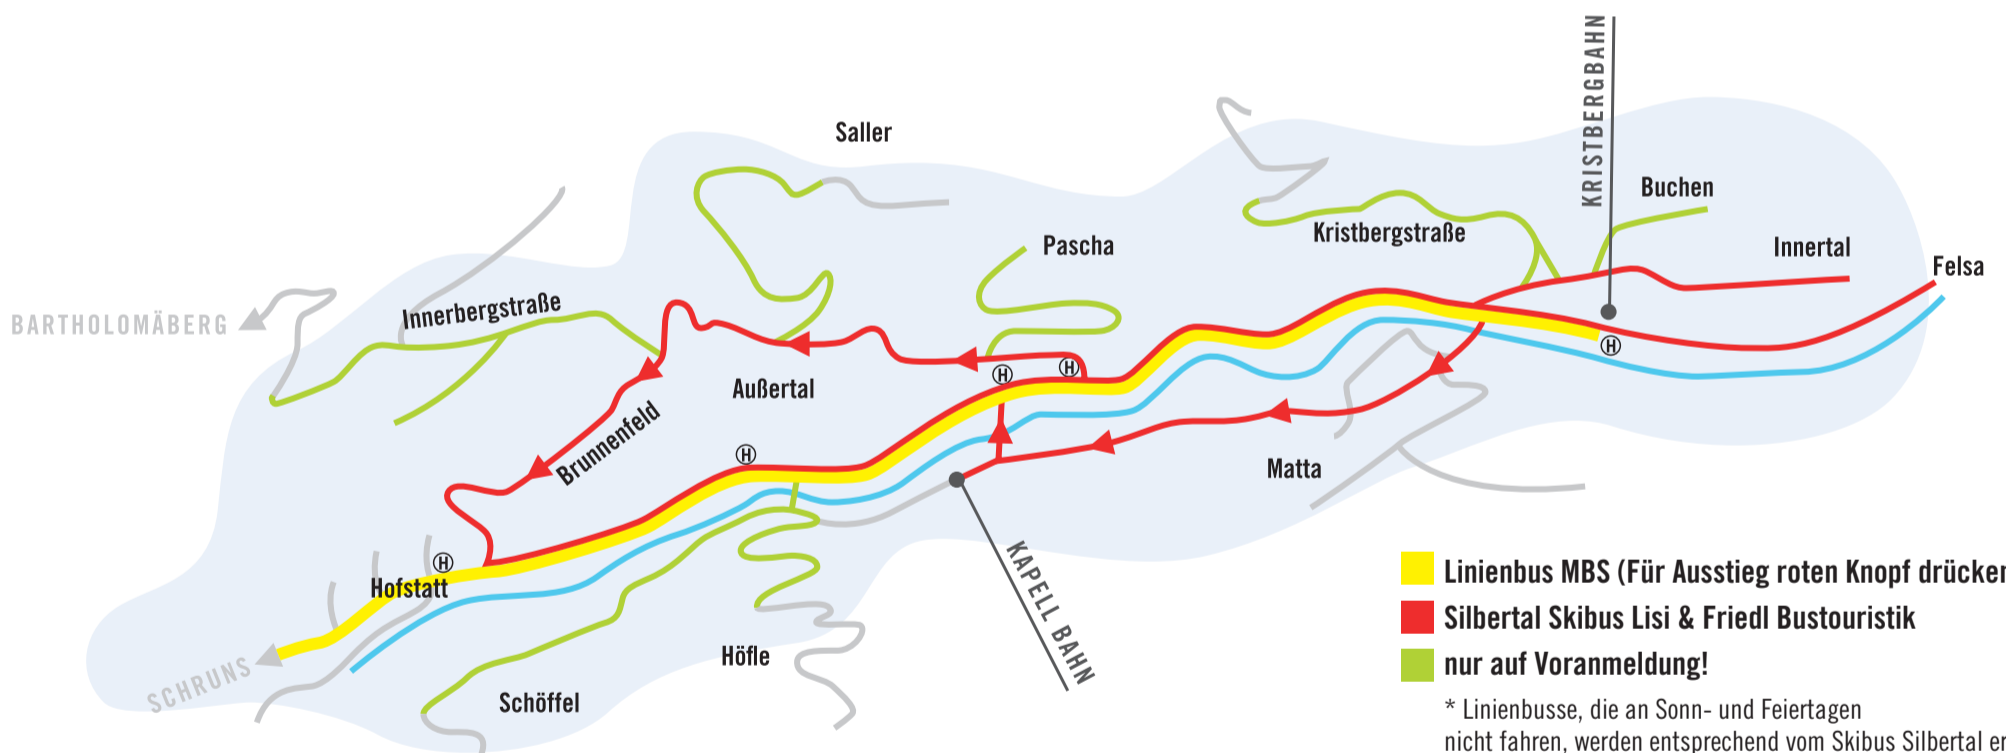 KRISTBERGBAHN
Saller
Buchen
Pascha
Kristbergstraße
Innertal
Felsa
Innerbergstraße
BARTHOLOMÄBERG
H
H
H
Außertal
Brunnenfeld
H
Matta
H
Hofstatt
KAPELL BAHN
SCHRUNS
Höfle
Schöffel
Linienbus MBS (Für Ausstieg roten Knopf drücken
Silbertal Skibus Lisi & Friedl Bustouristik
nur auf Voranmeldung!
* Linienbusse, die an Sonn- und Feiertagen
nicht fahren, werden entsprechend vom Skibus Silbertal er